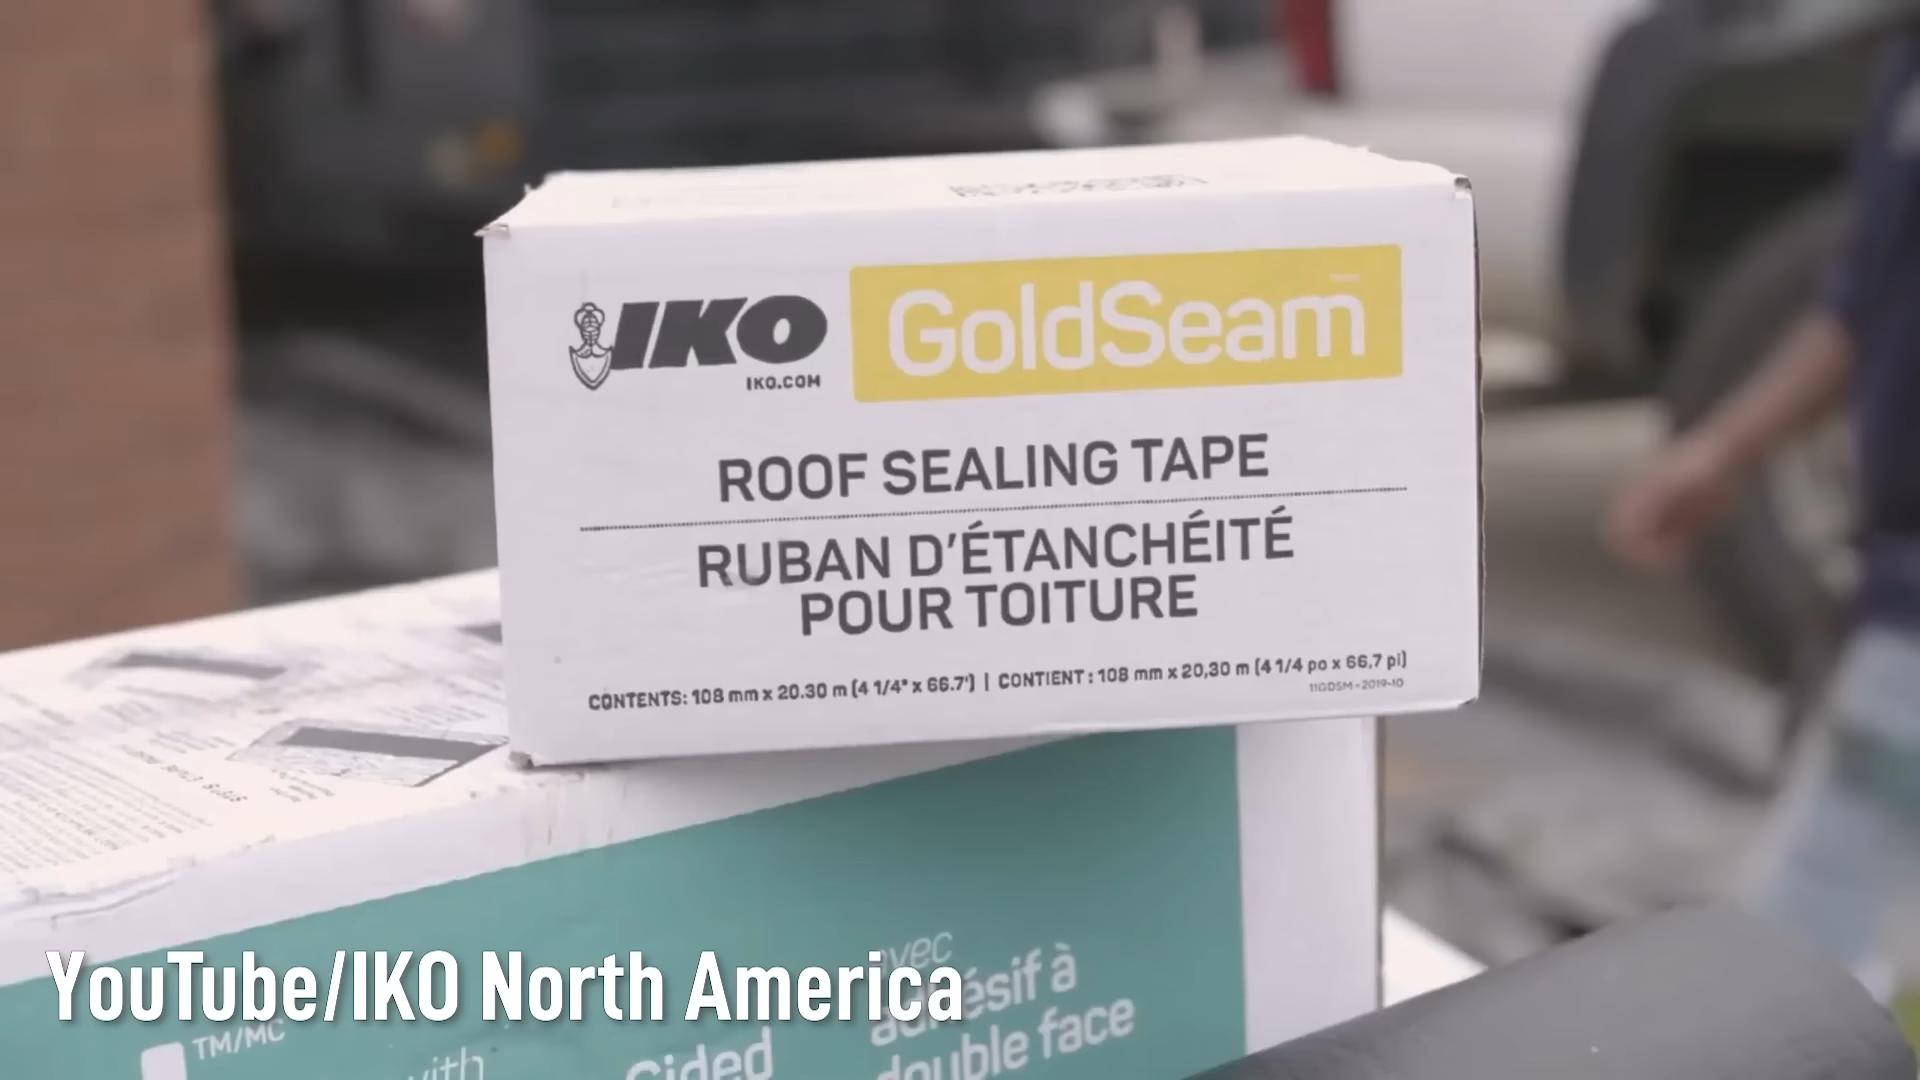 IKO
IKO.COM
GoldSeam
ROOF SEALING TAPE
RUBAN D'ÉTANCHÉITÉ
POUR TOITURE
CONTENTS: 108 mm x 20.30 m (4 1/4" x 66.7') | CONTIENT : 108 mm x 20,30 m (4 1/4 po x 66,7 pi)
11GDSM-2019-10
YouTube/IKO North America
TM/MC
with
Sided
avec
adhésif à
double face